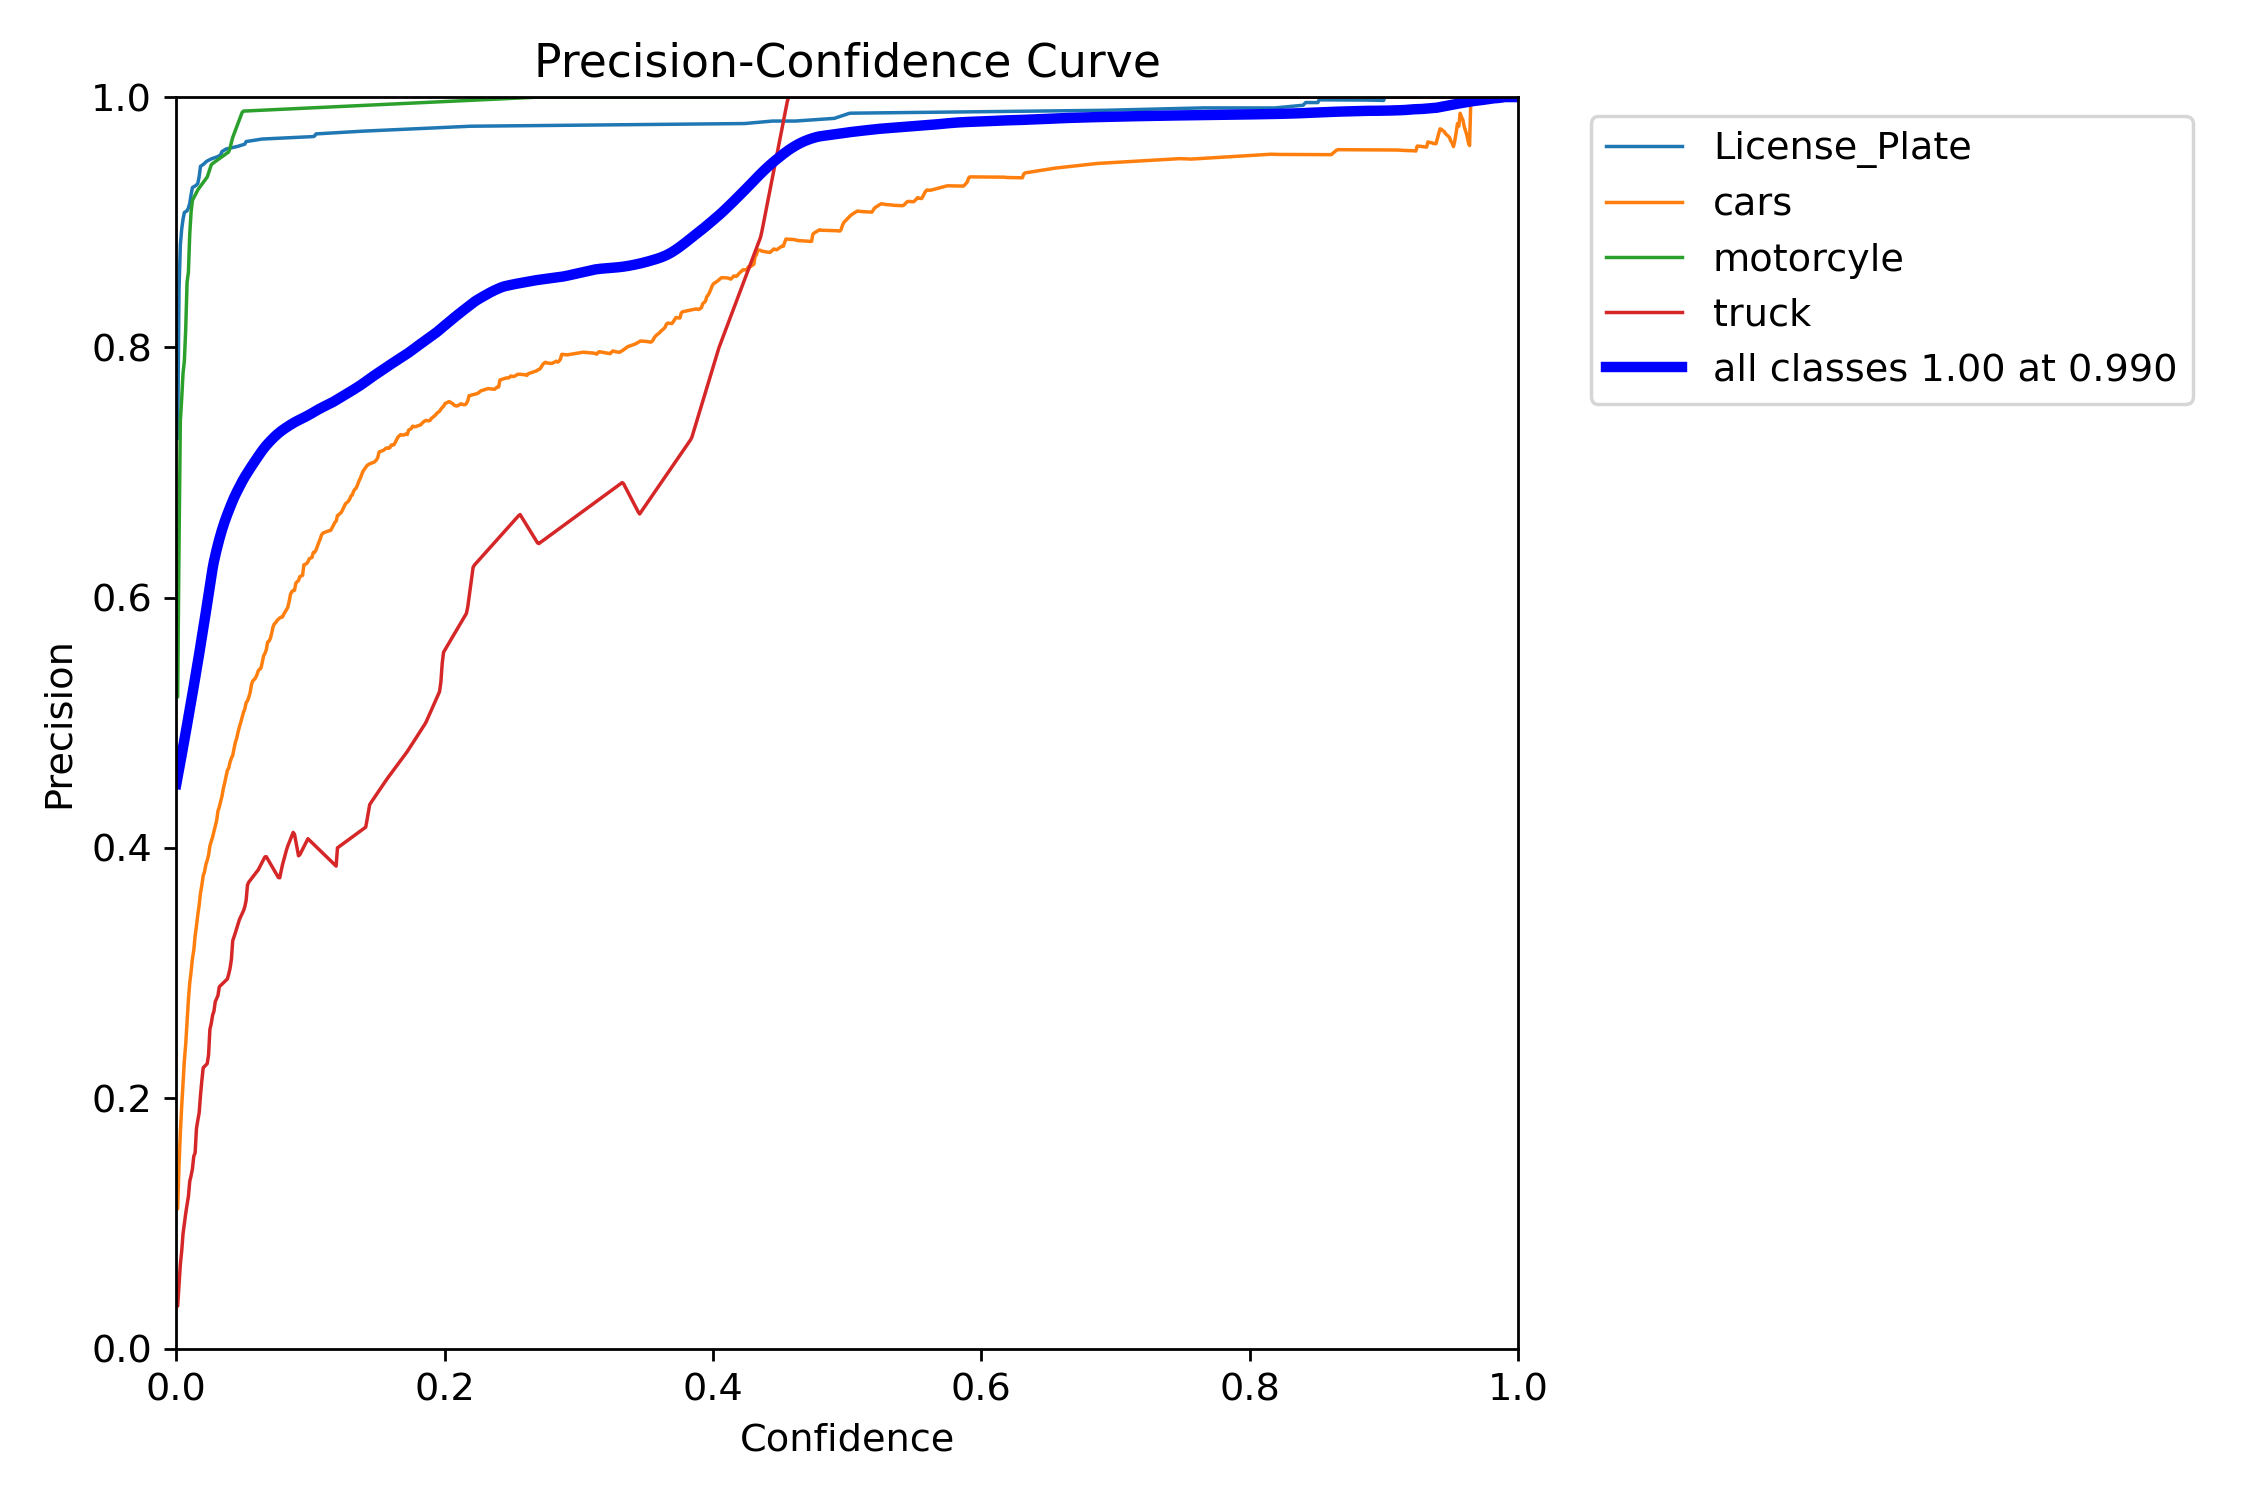 Precision-Confidence Curve
1.0
0.8
0.6
0.4
0.2
0.0
Precision
0.0 0.2 0.4 0.6 0.8 1.0
Confidence
License_Plate
cars
motorcyle
truck
all classes 1.00 at 0.990